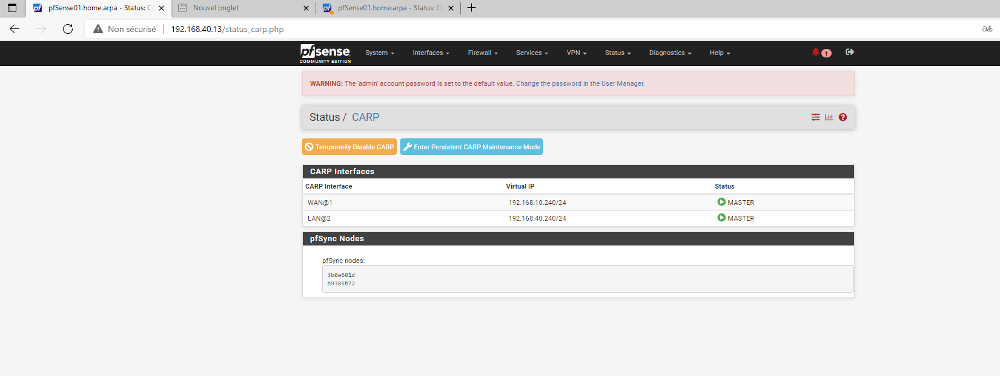 pfSense01.home.arpa - Status: C
Nouvel onglet
pfSense01.home.arpa - Status: D
Non sécurisé
192.168.40.13/status_carp.php
aあ
pfsense
COMMUNITY EDITION
System
Interfaces
Firewall
Services
VPN
Status
Diagnostics
Help
1
WARNING: The 'admin' account password is set to the default value. Change the password in the User Manager.
Status / CARP
Temporarily Disable CARP
Enter Persistent CARP Maintenance Mode
CARP Interfaces
CARP Interface Virtual IP Status
WAN@1 192.168.10.240/24 MASTER
LAN@2 192.168.40.240/24 MASTER
pfSync Nodes
pfSync nodes:
3b0e601d
b9385b72